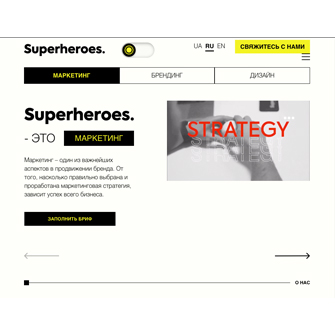 Superheroes.
UA RU EN
СВЯЖИТЕСЬ С НАМИ
МАРКЕТИНГ
БРЕНДИНГ
ДИЗАЙН
Superheroes.
- ЭТО МАРКЕТИНГ
Маркетинг – один из важнейших
аспектов в продвижении бренда. От
того, насколько правильно выбрана и
проработана маркетинговая стратегия,
зависит успех всего бизнеса.
ЗАПОЛНИТЬ БРИФ
STRATEGY
STRATEGY
О НАС